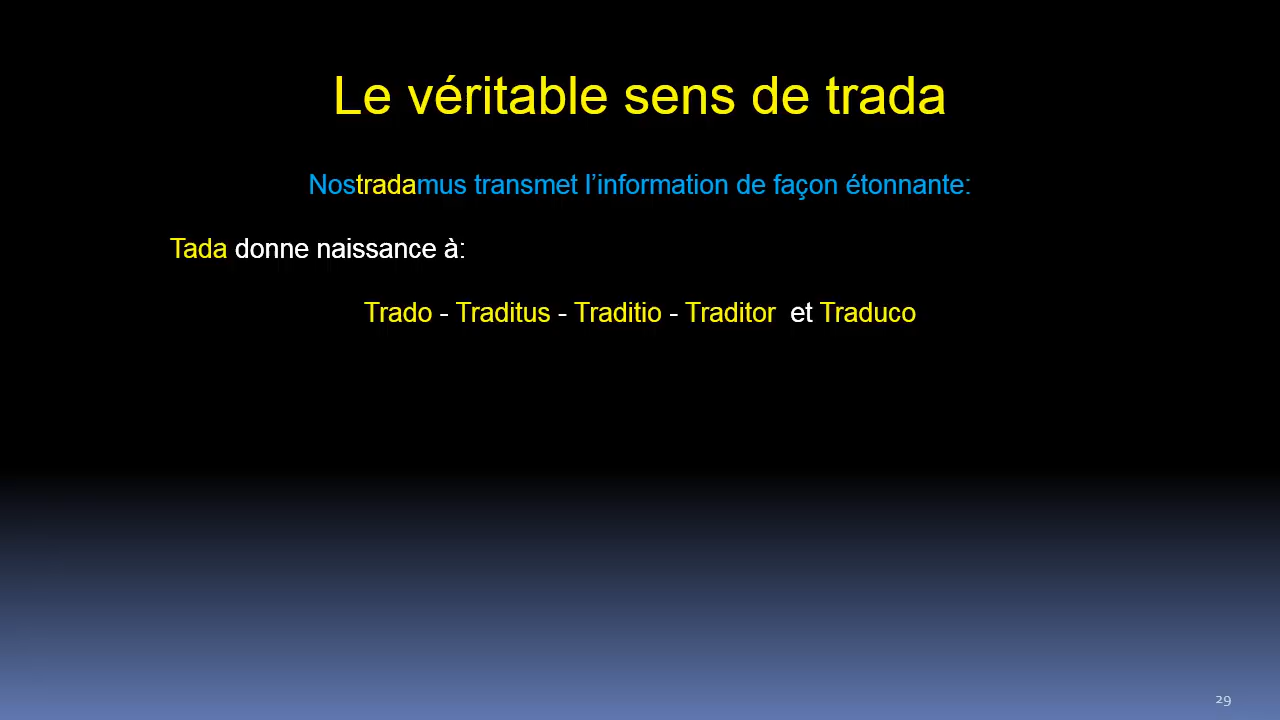 Le véritable sens de trada
Nostradamus transmet l’information de façon étonnante:
Tada donne naissance à:
Trado - Traditus - Traditio - Traditor et Traduco
29